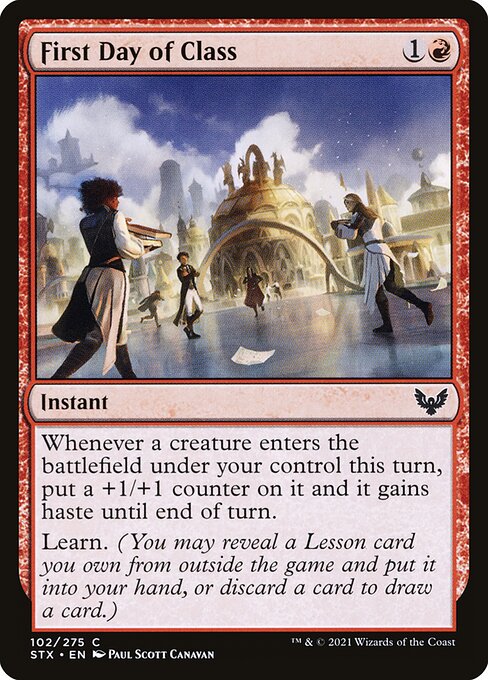 First Day of Class 1
Instant
Whenever a creature enters the
battlefield under your control this turn,
put a +1/+1 counter on it and it gains
haste until end of turn.
Learn. (You may reveal a Lesson card
you own from outside the game and put it
into your hand, or discard a card to draw
a card.)
102/275 C
STX • EN Paul Scott Canavan
™ & © 2021 Wizards of the Coast